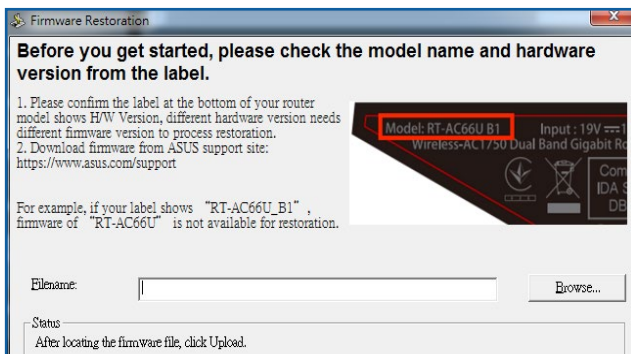 Firmware Restoration
Before you get started, please check the model name and hardware
version from the label.
1. Please confirm the label at the bottom of your router
model shows H/W Version, different hardware version needs
different firmware version to process restoration.
2. Download firmware from ASUS support site:
https://www.asus.com/support
For example, if your label shows “RT-AC66U_B1”,
firmware of “RT-AC66U” is not available for restoration.
Model: RT-AC66U B1 Input : 19V
Wireless-AC1750 Dual Band Gigabit
Com
IDA
DB
Filename:
Browse...
Status
After locating the firmware file, click Upload.